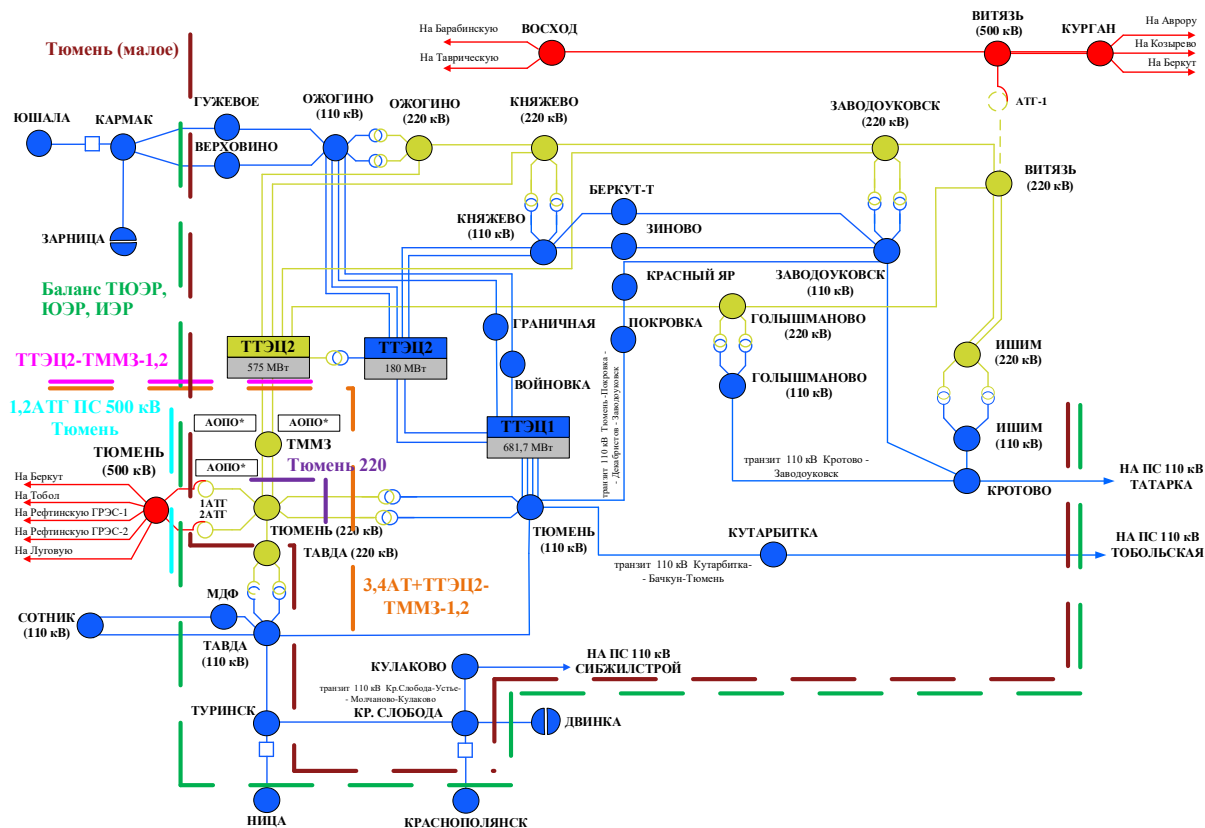 Тюмень (малое)
На Барабинскую
ВОСХОД
На Таврическую
ВИТЯЗЬ
(500 кВ)
КУРГАН
На Аврору
На Козырево
На Беркут
АТГ-1
ЮШАЛА
КАРМАК
ГУЖЕВОЕ
ВЕРХОВИНО
ОЖОГИНО
(110 кВ)
ОЖОГИНО
(220 кВ)
КНЯЖЕВО
(220 кВ)
ЗАВОДОУКОВСК
(220 кВ)
ВИТЯЗЬ
(220 кВ)
БЕРКУТ-Т
КНЯЖЕВО
(110 кВ)
ЗИНОВО
ЗАРНИЦА
КРАСНЫЙ ЯР
ЗАВОДОУКОВСК
(110 кВ)
Баланс ТЮЭР,
ЮЭР, ИЭР
ГРАНИЧНАЯ
ПОКРОВКА
ГОЛЫШМАНОВО
(220 кВ)
ТТЭЦ2
575 МВт
ТТЭЦ2
180 МВт
ВОЙНОВКА
ИШИМ
(220 кВ)
ТТЭЦ2-ТММЗ-1,2
ГОЛЫШМАНОВО
(110 кВ)
транзит 110 кВ Тюмень -Покровка -
- Декабристов - Заводоуковск
1,2АТГ ПС 500 кВ
Тюмень
АОПО*
АОПО*
ТММЗ
ТТЭЦ1
681,7 МВт
ИШИМ
(110 кВ)
ТЮМЕНЬ
(500 кВ)
АОПО*
Тюмень 220
транзит 110 кВ Кротово -
Заводоуковск
На Беркут
На Тобол
На Рефтинскую ГРЭС-1
На Рефтинскую ГРЭС-2
На Луговую
1АТГ
2АТГ
ТЮМЕНЬ (220 кВ)
ТЮМЕНЬ
(110 кВ)
КРОТОВО
НА ПС 110 кВ
ТАТАРКА
ТАВДА (220 кВ)
КУТАРБИТКА
НА ПС 110 кВ
ТОБОЛЬСКАЯ
транзит 110 кВ Кутарбитка-
- Бачкун-Тюмень
МДФ
3,4АТ+ТТЭЦ2-
ТММЗ-1,2
СОТНИК
(110 кВ)
ТАВДА
(110 кВ)
КУЛАКОВО
НА ПС 110 кВ
СИБЖИЛСТРОЙ
транзит 110 кВ Кр.Слобода-Устье-
- Молчаново-Кулаково
ТУРИНСК
КР. СЛОБОДА
ДВИНКА
НИЦА
КРАСНОПОЛЯНСК